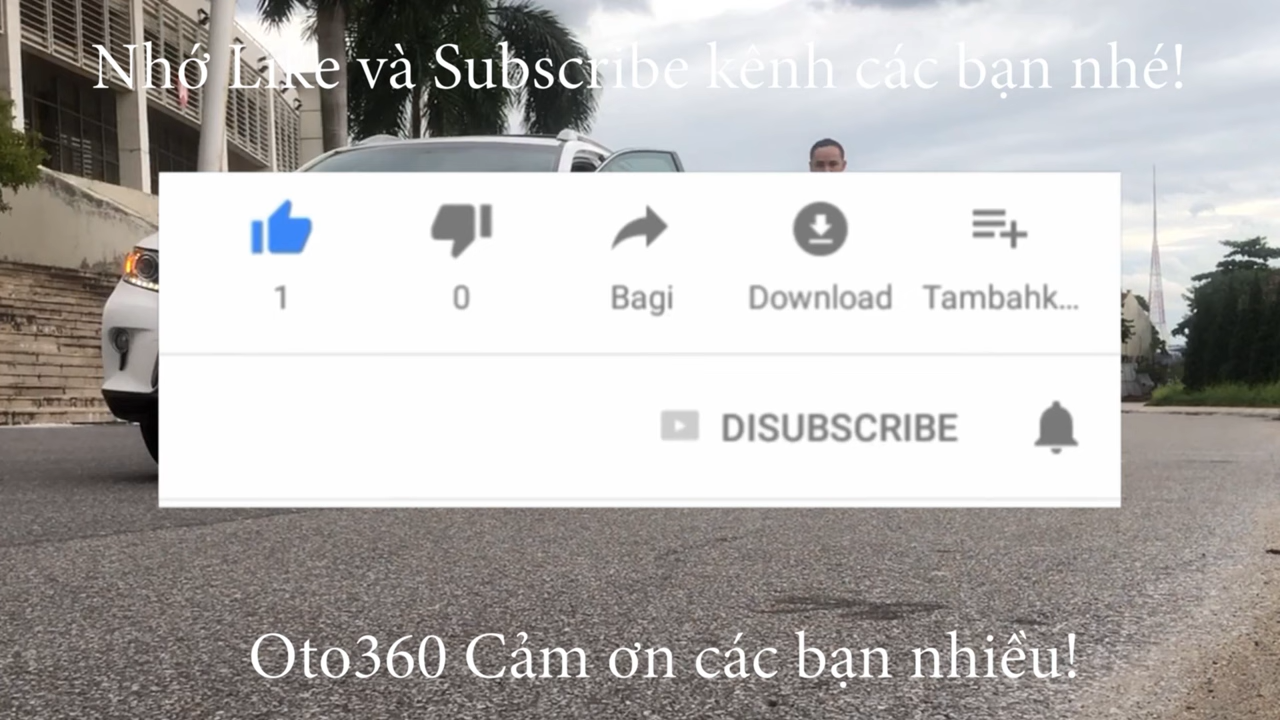 Nhớ Like và Subscribe kênh các bạn nhé!
1 0 Bagi Download Tambahk...
DISUBSCRIBE
Oto360 Cảm ơn các bạn nhiều!